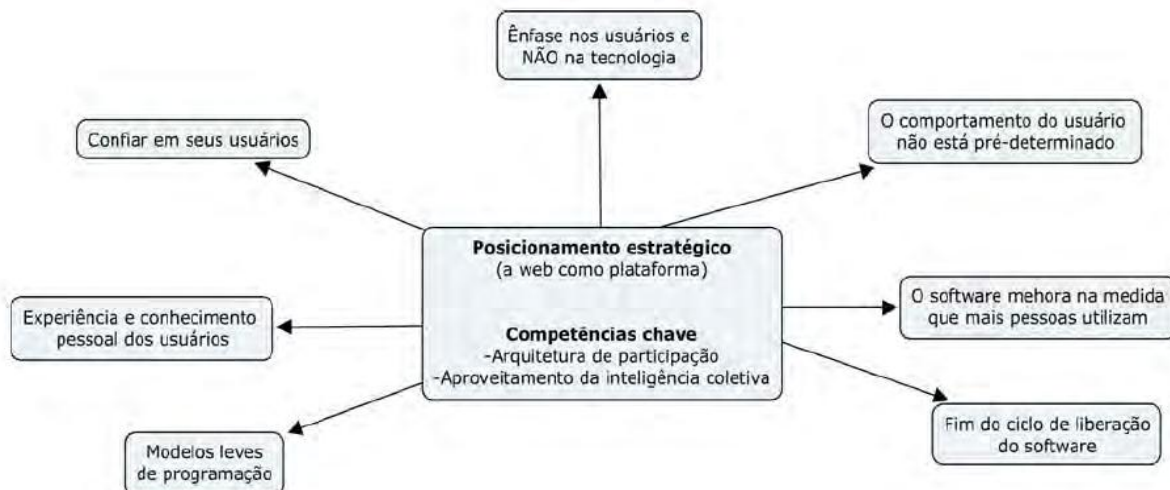 Ênfase nos usuários e
NÃO na tecnologia
Confiar em seus usuários
O comportamento do usuário
não está pré-determinado
Posicionamento estratégico
(a web como plataforma)
Competências chave
-Arquitetura de participação
-Aproveitamento da inteligência coletiva
Experiência e conhecimento
pessoal dos usuários
O software mehora na medida
que mais pessoas utilizam
Modelos leves
de programação
Fim do ciclo de liberação
do software